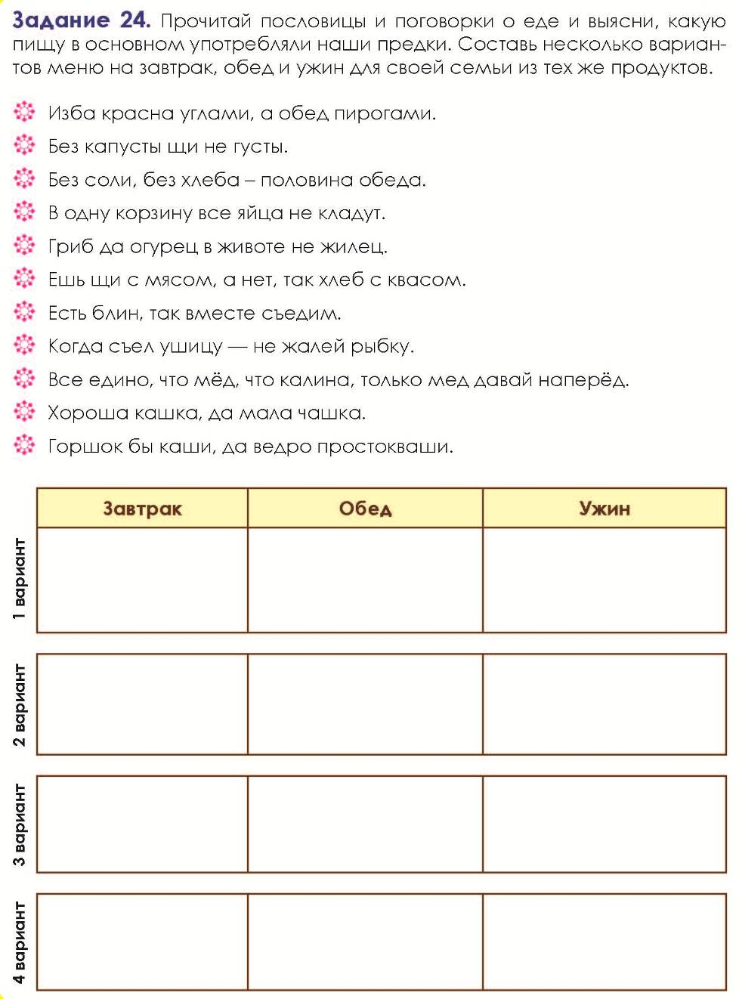 Задание 24. Прочитай пословицы и поговорки о еде и выясни, какую
пищу в основном употребляли наши предки. Составь несколько вариан-
тов меню на завтрак, обед и ужин для своей семьи из тех же продуктов.
Изба красна углами, а обед пирогами.
Без капусты щи не густы.
Без соли, без хлеба – половина обеда.
В одну корзину все яйца не кладут.
Гриб да огурец в животе не жилец.
Ешь щи с мясом, а нет, так хлеб с квасом.
Есть блин, так вместе съедим.
Когда съел ушицу — не жалей рыбку.
Все едино, что мёд, что калина, только мед давай наперёд.
Хороша кашка, да мала чашка.
Горшок бы каши, да ведро простокваши.
Завтрак Обед Ужин
1 вариант
2 вариант
3 вариант
4 вариант